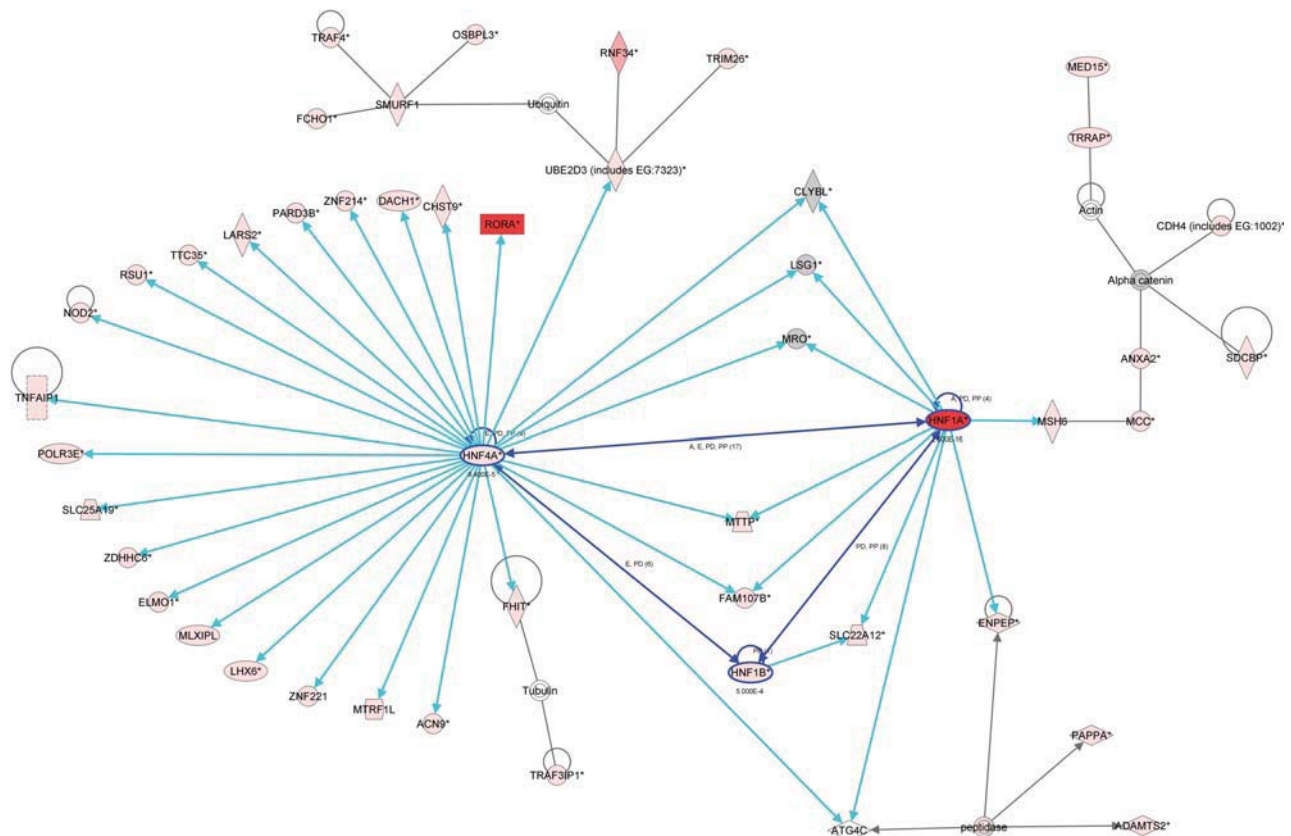 TRAF4*
OSBPL3*
RNF34*
TRIM26*
MED15*
SMURF1
Ubiquitin
FCHO1*
TRRAP*
UBE2D3 (includes EG:7323)*
CLYBL*
ZNF214*
DACH1*
CHST9*
PARD3B*
RORA*
Actin
CDH4 (includes EG:1002)*
LARS2*
TTC35*
LSG1*
RSU1*
Alpha catenin
NOD2*
MRO*
ANXA2*
SDCBP*
TNFAIP1
A, PD, PP (4)
HNF1A*
MSH6
MCC*
A, E, PD, PP (17)
POLR3E*
HNF4A*
SLC25A19*
MTTP*
ZDHHC6*
PD, PP (8)
E, PD (6)
ELMO1*
FHIT*
FAM107B*
MLXIPL
SLC22A12*
ENPEP*
LHX6*
HNF1B*
5.000E-4
ZNF221
MTRF1L
Tubulin
ACN9*
PAPPA*
TRAF3IP1*
ATG4C
peptidase
ADAMTS2*